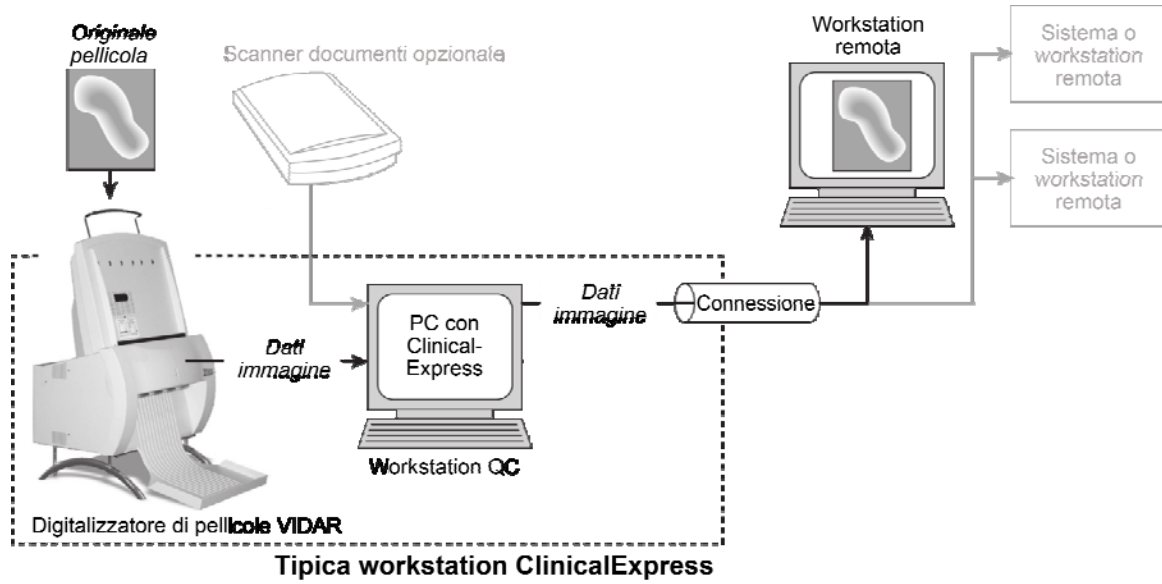 Originale
pellicola
Scanner documenti opzionale
Workstation
remota
Sistema o
workstation
remota
Sistema o
workstation
remota
Dati
immagine
PC con
Clinical-
Express
Dati
immagine
Connessione
Workstation QC
Digitalizzatore di pellicole VIDAR
Tipica workstation ClinicalExpress